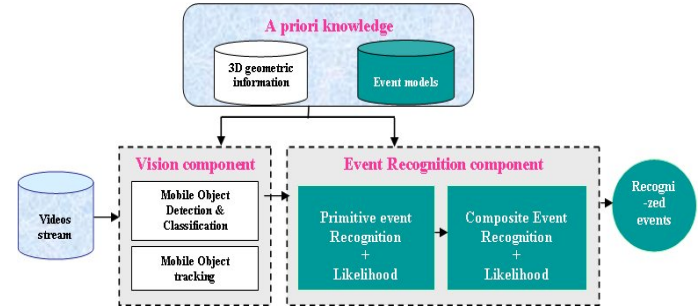 A priori knowledge
3D geometric
information
Event models
Vision component
Mobile Object
Detection &
Classification
Mobile Object
tracking
Event Recognition component
Primitive event
Recognition
+
Likelihood
Composite Event
Recognition
+
Likelihood
Videos
stream
Recogni
-zed
events